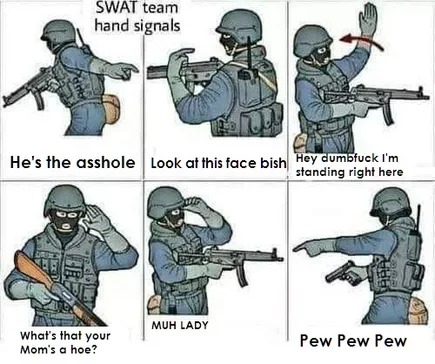 SWAT team
hand signals
He's the asshole
Look at this face bish
Hey dumbfuck I'm
standing right here
What's that your
Mom's a hoe?
MUH LADY
Pew Pew Pew